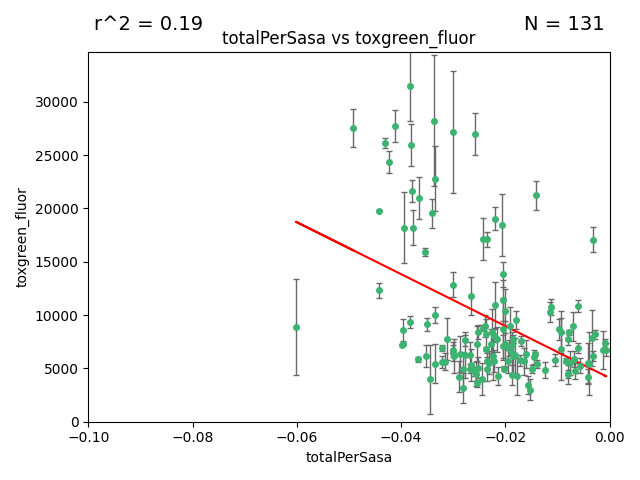 r^2 = 0.19
N = 131
totalPerSasa vs toxgreen_fluor
toxgreen_fluor
30000
25000
20000
15000
10000
5000
0
−0.10
−0.08
−0.06
−0.04
−0.02
0.00
totalPerSasa